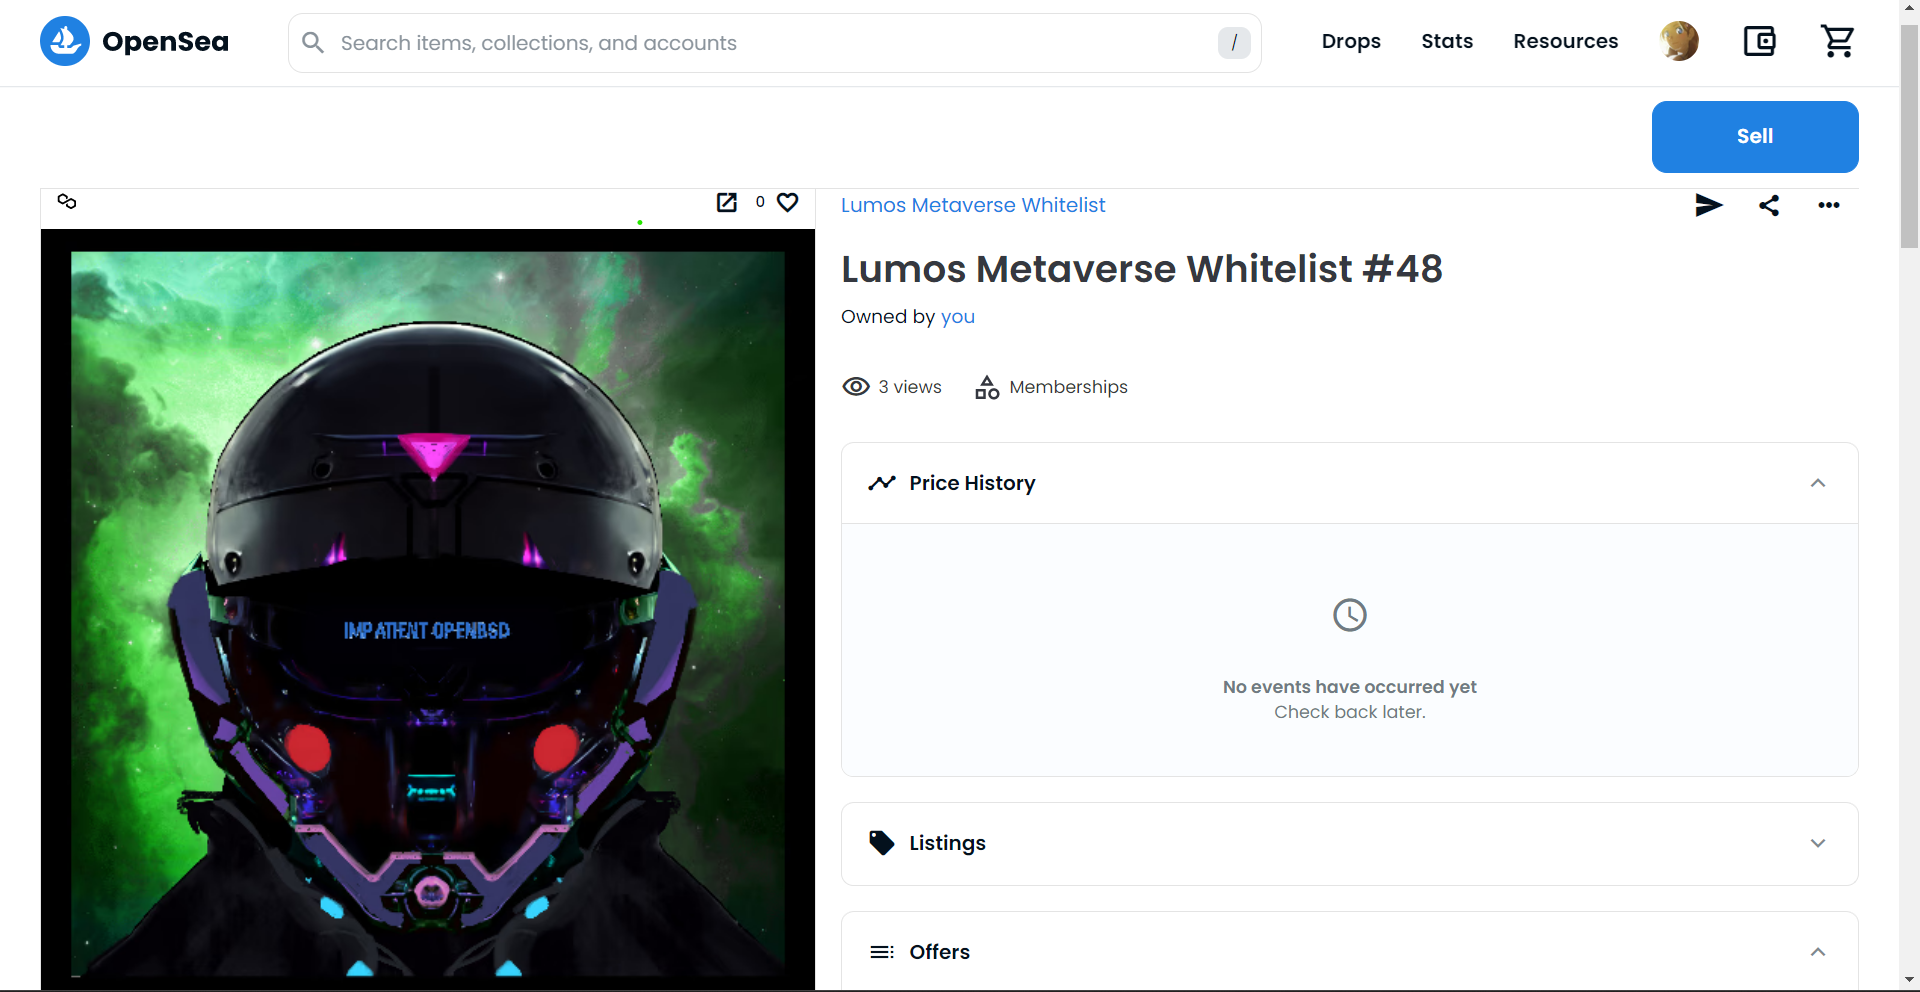 OpenSea
Search items, collections, and accounts
/
Drops
Stats
Resources
Sell
0
Lumos Metaverse Whitelist
Lumos Metaverse Whitelist #48
Owned by you
3 views
Memberships
Price History
No events have occurred yet
Check back later.
Listings
Offers
IMPATIENT OPENBSD